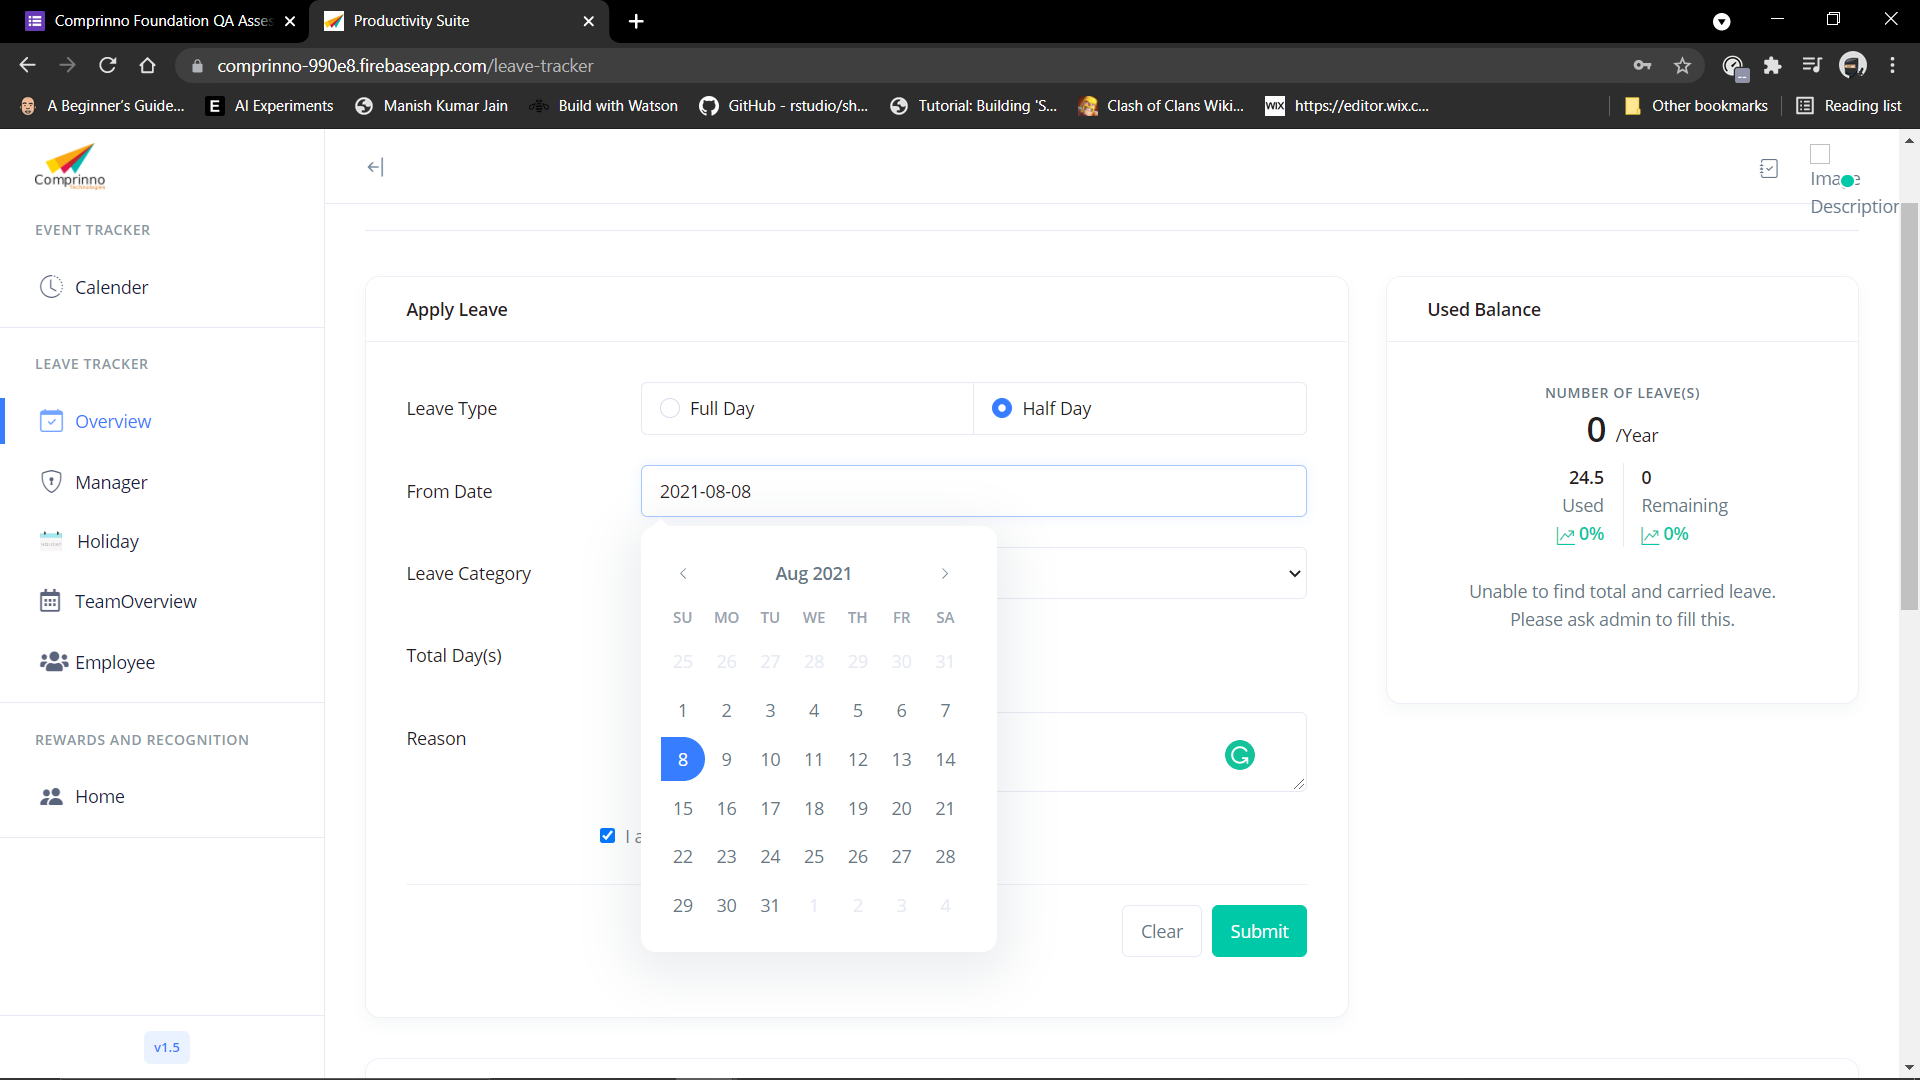 Comprinno Foundation QA Asses
Productivity Suite
comprinno-990e8.firebaseapp.com/leave-tracker
A Beginner's Guide...
AI Experiments
Manish Kumar Jain
Build with Watson
GitHub - rstudio/sh...
Tutorial: Building 'S...
Clash of Clans Wiki...
WIX
https://editor.wix.c...
Other bookmarks
Reading list
Comprinno
Technologies
Image
Description
EVENT TRACKER
Calender
LEAVE TRACKER
Overview
Manager
Holiday
TeamOverview
Employee
REWARDS AND RECOGNITION
Home
v1.5
Apply Leave
Leave Type
Full Day
Half Day
From Date
2021-08-08
Leave Category
Total Day(s)
Reason
I a
Aug 2021
SU MO TU WE TH FR SA
25 26 27 28 29 30 31
1 2 3 4 5 6 7
8 9 10 11 12 13 14
15 16 17 18 19 20 21
22 23 24 25 26 27 28
29 30 31 1 2 3 4
Clear
Submit
Used Balance
NUMBER OF LEAVE(S)
0 /Year
24.5
Used
0%
0
Remaining
0%
Unable to find total and carried leave.
Please ask admin to fill this.